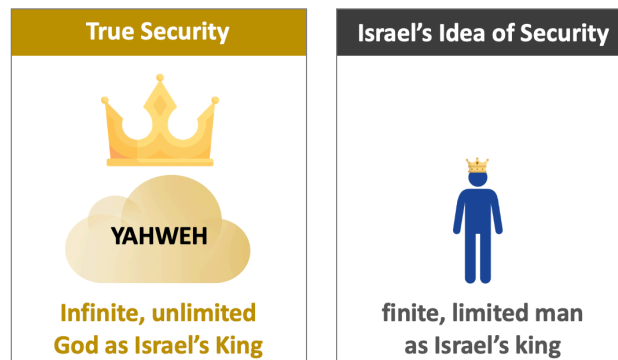 True Security
YAHWEH
Infinite, unlimited
God as Israel’s King
Israel’s Idea of Security
finite, limited man
as Israel’s king